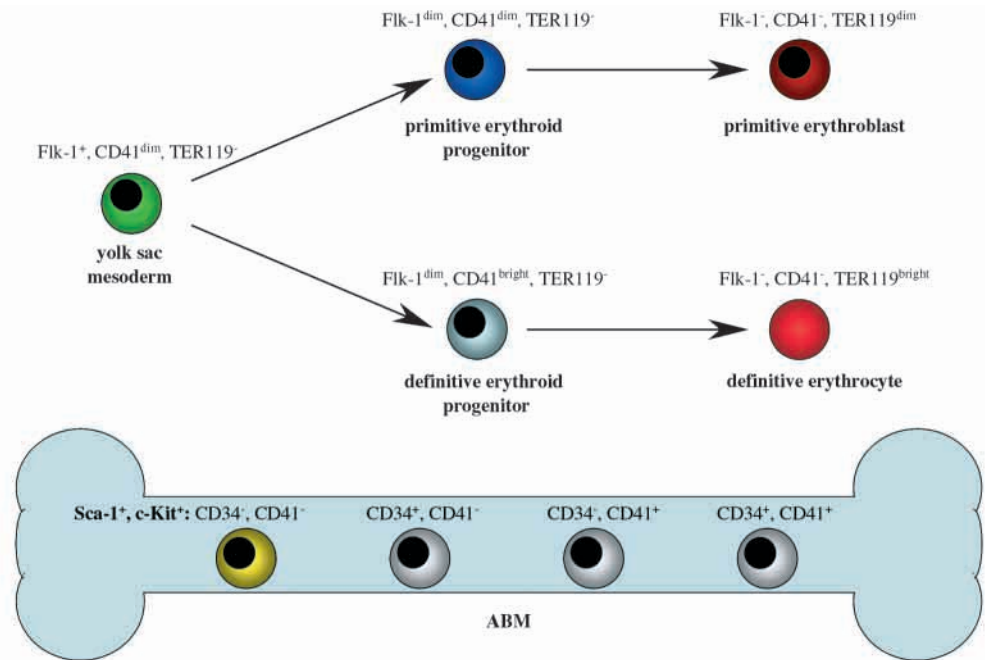 Flk-1dim, CD41dim, TER119-
Flk-1-, CD41-, TER119dim
primitive erythroid
progenitor
primitive erythroblast
Flk-1+, CD41dim, TER119-
yolk sac
mesoderm
Flk-1dim, CD41bright, TER119-
Flk-1-, CD41-, TER119bright
definitive erythroid
progenitor
definitive erythrocyte
Sca-1+, c-Kit+: CD34-, CD41-
CD34+, CD41-
CD34-, CD41+
CD34+, CD41+
ABM